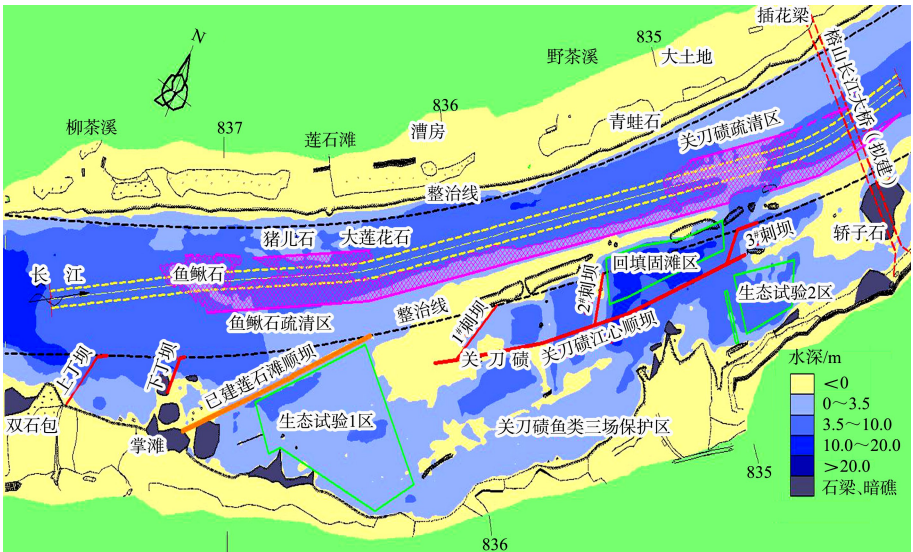 插花梁
N
835
野茶溪
大土地
榕山长江大桥（拟建）
836
柳茶溪
837
莲石滩
漕房
青蛙石
关刀碛疏清区
整治线
猪儿石
大莲花石
3#刺坝
轿子石
长江
鱼鳅石
回填固滩区
2#刺坝
生态试验2区
鱼鳅石疏清区
整治线
1#刺坝
关刀碛
关刀碛江心顺坝
上丁坝
下丁坝
已建莲石滩顺坝
水深/m
<0
0～3.5
3.5～10.0
10.0～20.0
>20.0
石梁、暗礁
双石包
掌滩
生态试验1区
关刀碛鱼类三场保护区
835
836